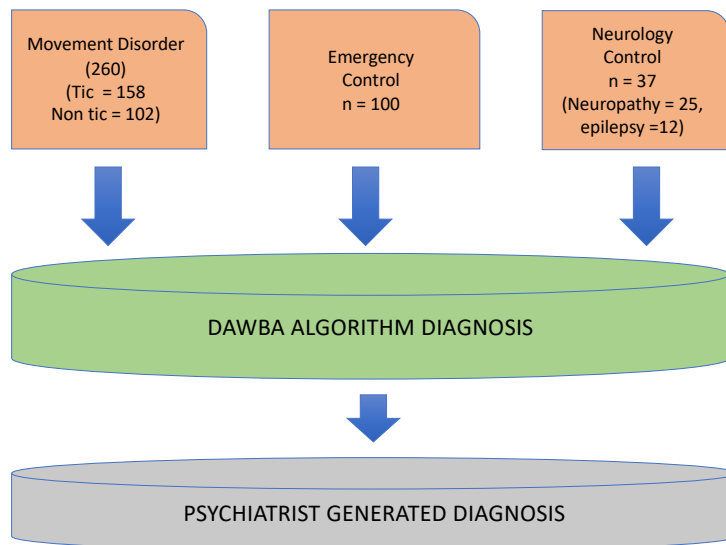 Movement Disorder
(260)
(Tic = 158
Non tic = 102)
Emergency
Control
n = 100
Neurology
Control
n = 37
(Neuropathy = 25,
epilepsy =12)
DAWBA ALGORITHM DIAGNOSIS
PSYCHIATRIST GENERATED DIAGNOSIS